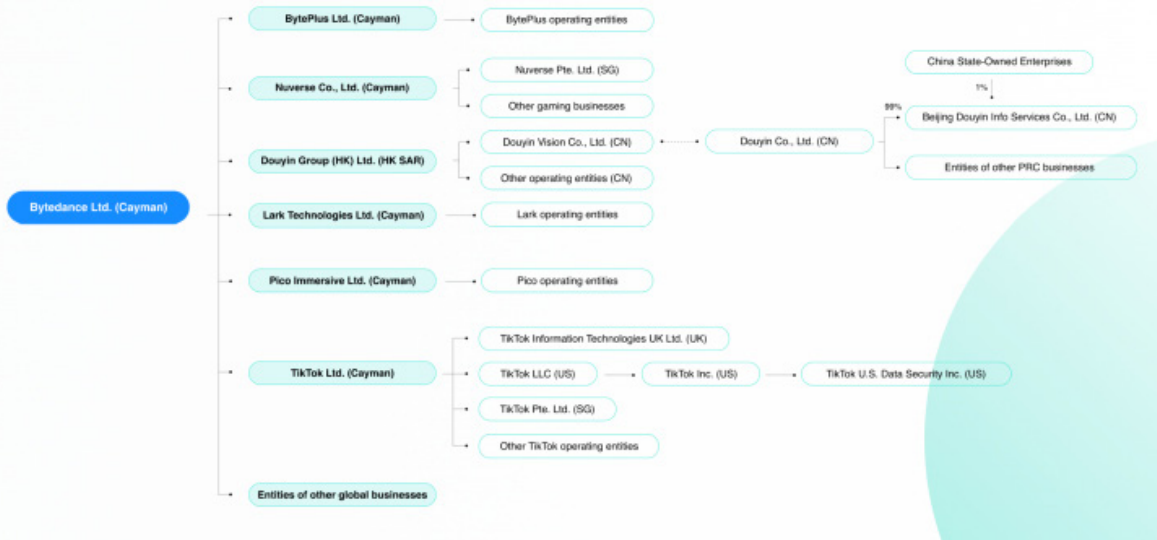 BytePlus Ltd. (Cayman)
BytePlus operating entities
Nuverse Co., Ltd. (Cayman)
Nuverse Pte. Ltd. (SG)
Other gaming businesses
China State-Owned Enterprises
1%
99%
Beijing Douyin Info Services Co., Ltd. (CN)
Douyin Group (HK) Ltd. (HK SAR)
Douyin Vision Co., Ltd. (CN)
Douyin Co., Ltd. (CN)
Other operating entities (CN)
Entities of other PRC businesses
Bytedance Ltd. (Cayman)
Lark Technologies Ltd. (Cayman)
Lark operating entities
Pico Immersive Ltd. (Cayman)
Pico operating entities
TikTok Ltd. (Cayman)
TikTok Information Technologies UK Ltd. (UK)
TikTok LLC (US)
TikTok Inc. (US)
TikTok U.S. Data Security Inc. (US)
TikTok Pte. Ltd. (SG)
Other TikTok operating entities
Entities of other global businesses